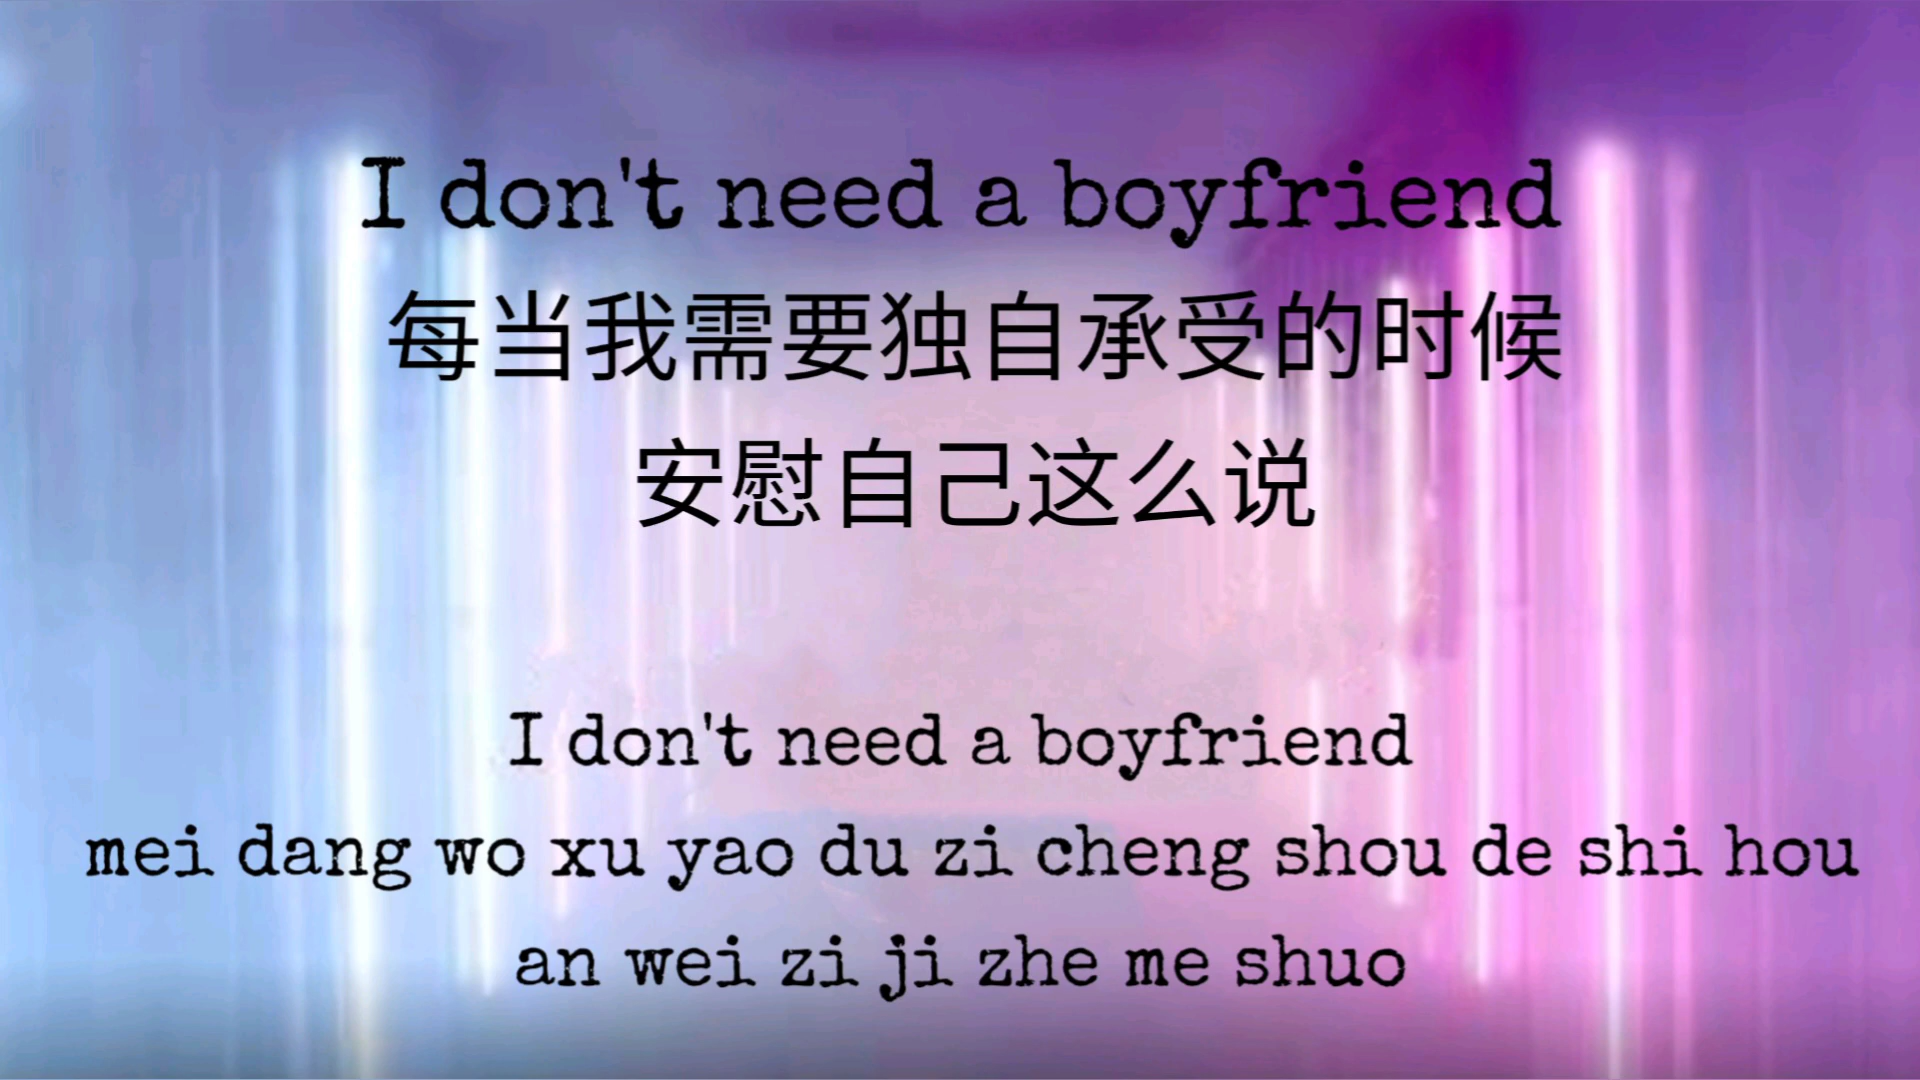 I don't need a boyfriend
每当我需要独自承受的时候
安慰自己这么说
I don't need a boyfriend
mei dang wo xu yao du zi cheng shou de shi hou
an wei zi ji zhe me shuo